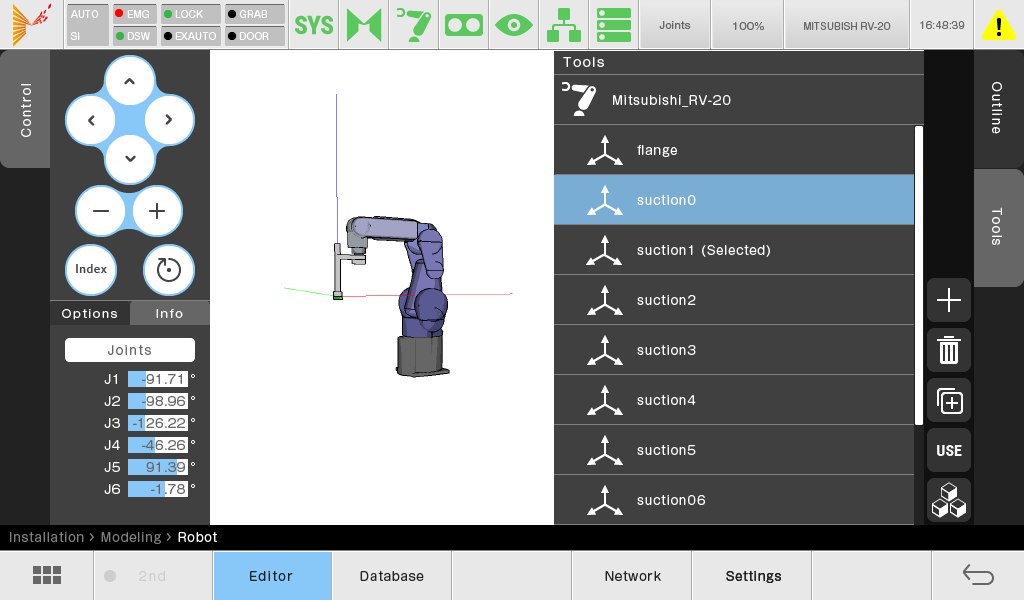 AUTO
SI
EMG
DSW
LOCK
EXAUTO
GRAB
DOOR
SYS
Joints
100%
MITSUBISH RV-20
16:48:39
Control
Index
Options
Info
Joints
J1 -91.71 °
J2 -98.96 °
J3 -126.22 °
J4 -46.26 °
J5 91.39 °
J6 -1.78 °
Tools
Mitsubishi_RV-20
flange
suction0
suction1 (Selected)
suction2
suction3
suction4
suction5
suction06
USE
Outline
Tools
Installation > Modeling > Robot
2nd
Editor
Database
Network
Settings